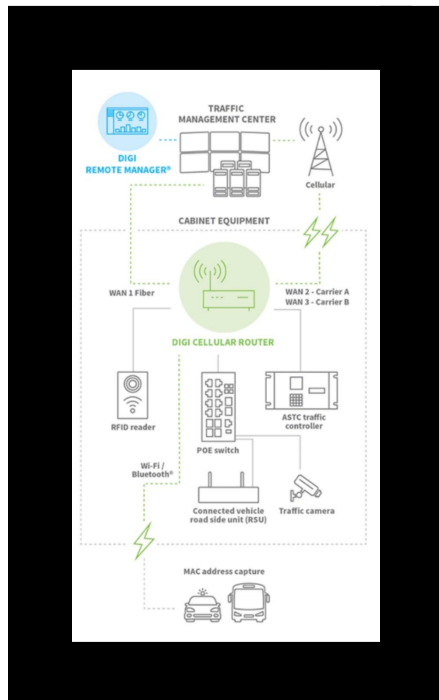 TRAFFIC
MANAGEMENT CENTER
DIGI
REMOTE MANAGER®
Cellular
CABINET EQUIPMENT
WAN 1 Fiber
WAN 2 - Carrier A
WAN 3 - Carrier B
DIGI CELLULAR ROUTER
RFID reader
POE switch
ASTC traffic
controller
Wi-Fi /
Bluetooth®
Connected vehicle
road side unit (RSU)
Traffic camera
MAC address capture